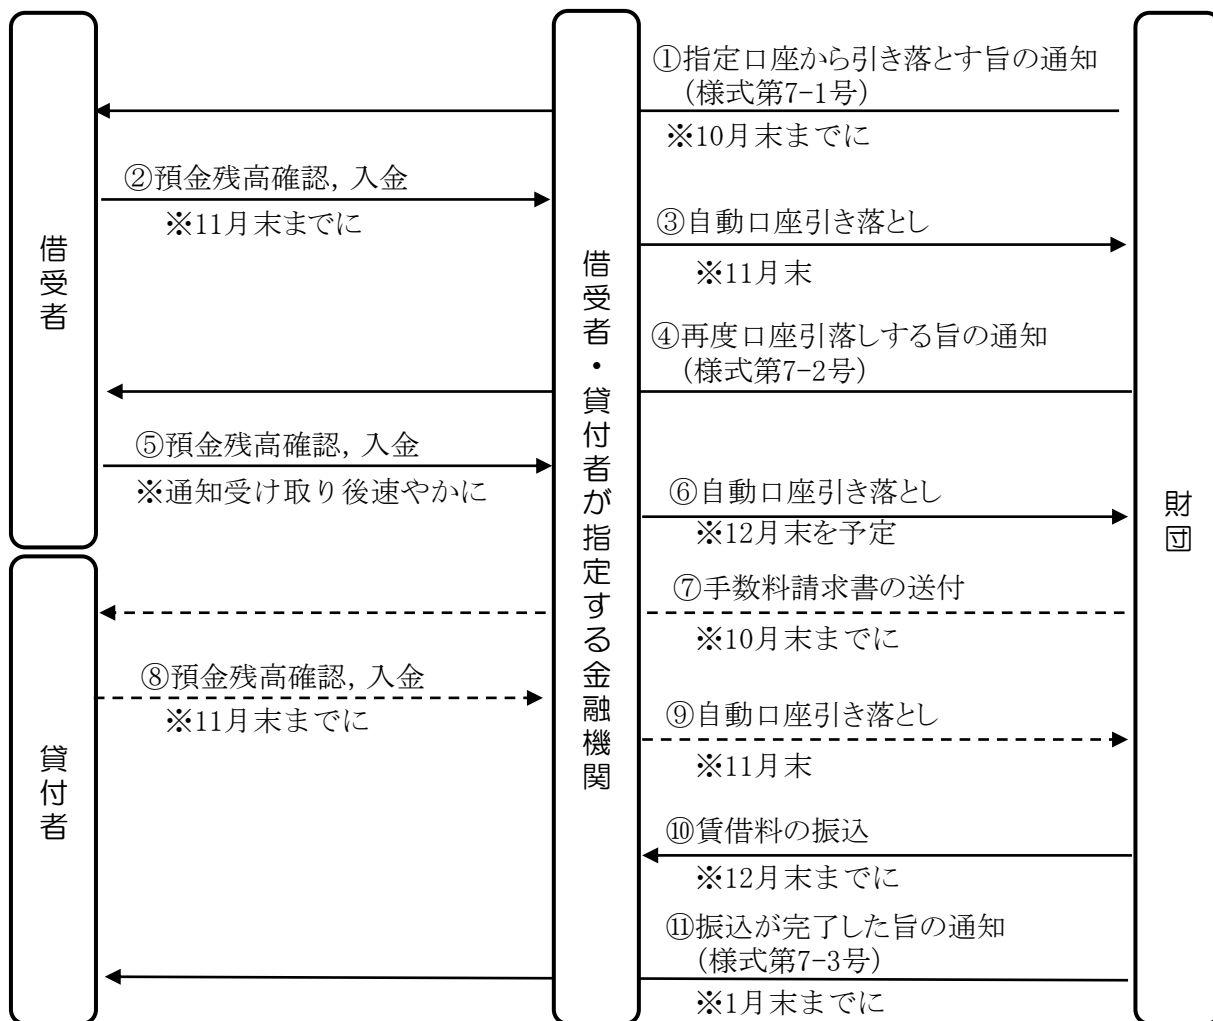 ①指定口座から引き落とす旨の通知
(様式第7-1号)
※10月末までに
②預金残高確認，入金
※11月末までに
③自動口座引き落とし
※11月末
④再度口座引落しする旨の通知
(様式第7-2号)
⑤預金残高確認，入金
※通知受け取り後速やかに
⑥自動口座引き落とし
※12月末を予定
⑦手数料請求書の送付
※10月末までに
⑧預金残高確認，入金
※11月末までに
⑨自動口座引き落とし
※11月末
⑩賃借料の振込
※12月末までに
⑪振込が完了した旨の通知
(様式第7-3号)
※1月末までに
借受者
貸付者
借受者・貸付者が指定する金融機関
財団